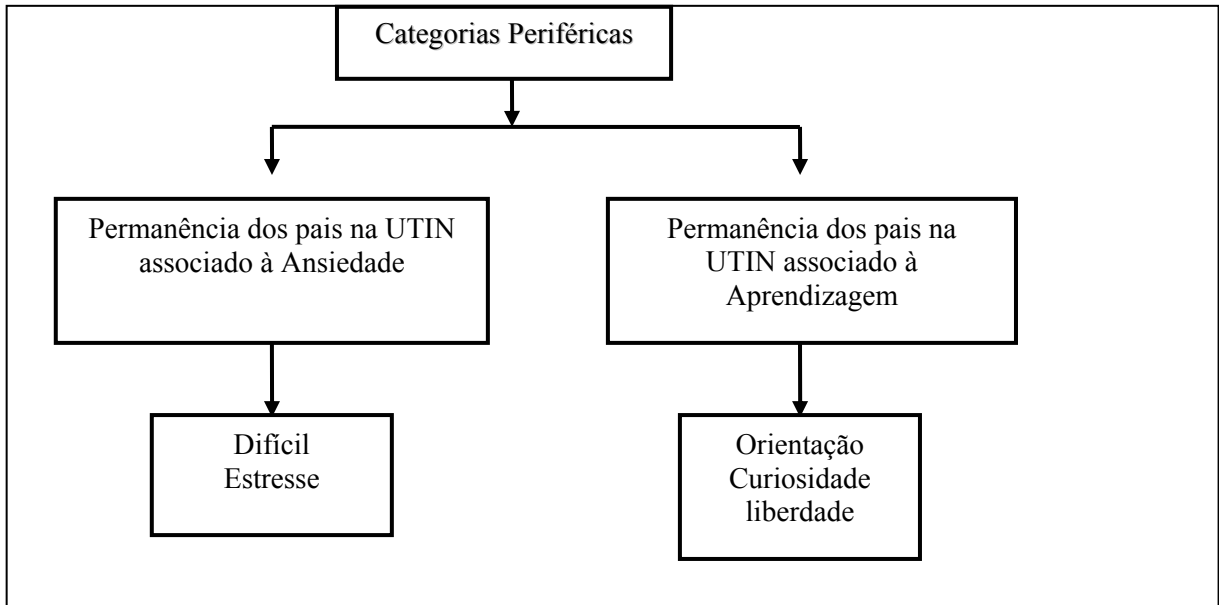 Categorias Periféricas
Permanência dos pais na UTIN
associado à Ansiedade
Permanência dos pais na
UTIN associado à
Aprendizagem
Difícil
Estresse
Orientação
Curiosidade
liberdade